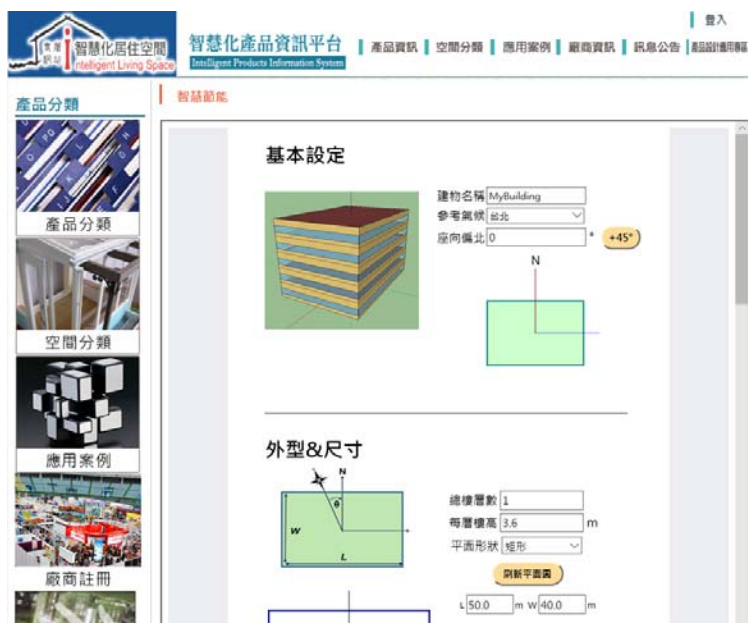 登入
智慧化居住空間
Intelligent Living Space
智慧化產品資訊平台
Intelligent Products Information System
產品資訊
空間分類
應用案例
廠商資訊
訊息公告
產品分類
智慧節能
產品分類
空間分類
應用案例
廠商註冊
基本設定
建物名稱 MyBuilding
參考氣候 台北
座向偏北 0 ° +45°
N
外型&尺寸
N
θ
W
L
總樓層數 1
每層樓高 3.6 m
平面形狀 矩形
刷新平面圖
L 50.0 m W 40.0 m